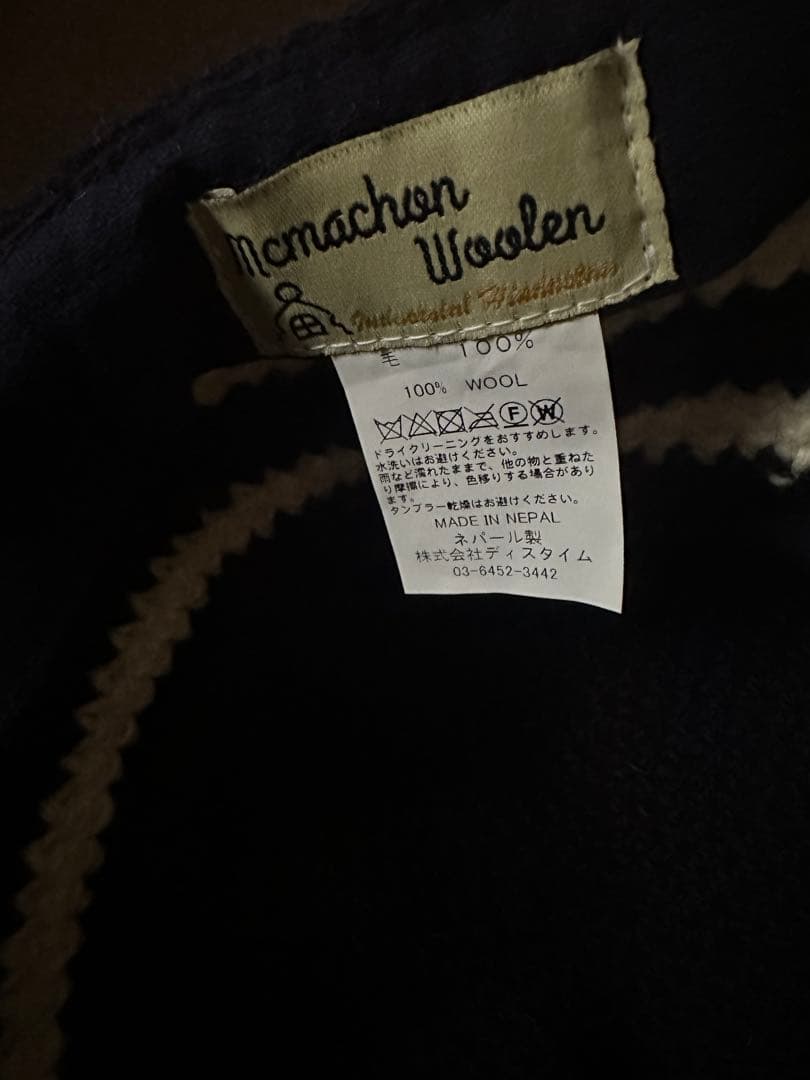 Mcmachon
Woolen
毛 100%
100% WOOL
F W
ドライクリーニングをおすすめします。
水洗いはお避けください。
雨など濡れたままで、他の物と重ねた
り摩擦により、色移りする場合があり
ます。
タンブラー乾燥はお避けください。
MADE IN NEPAL
ネパール製
株式会社ディスタイム
03-6452-3442